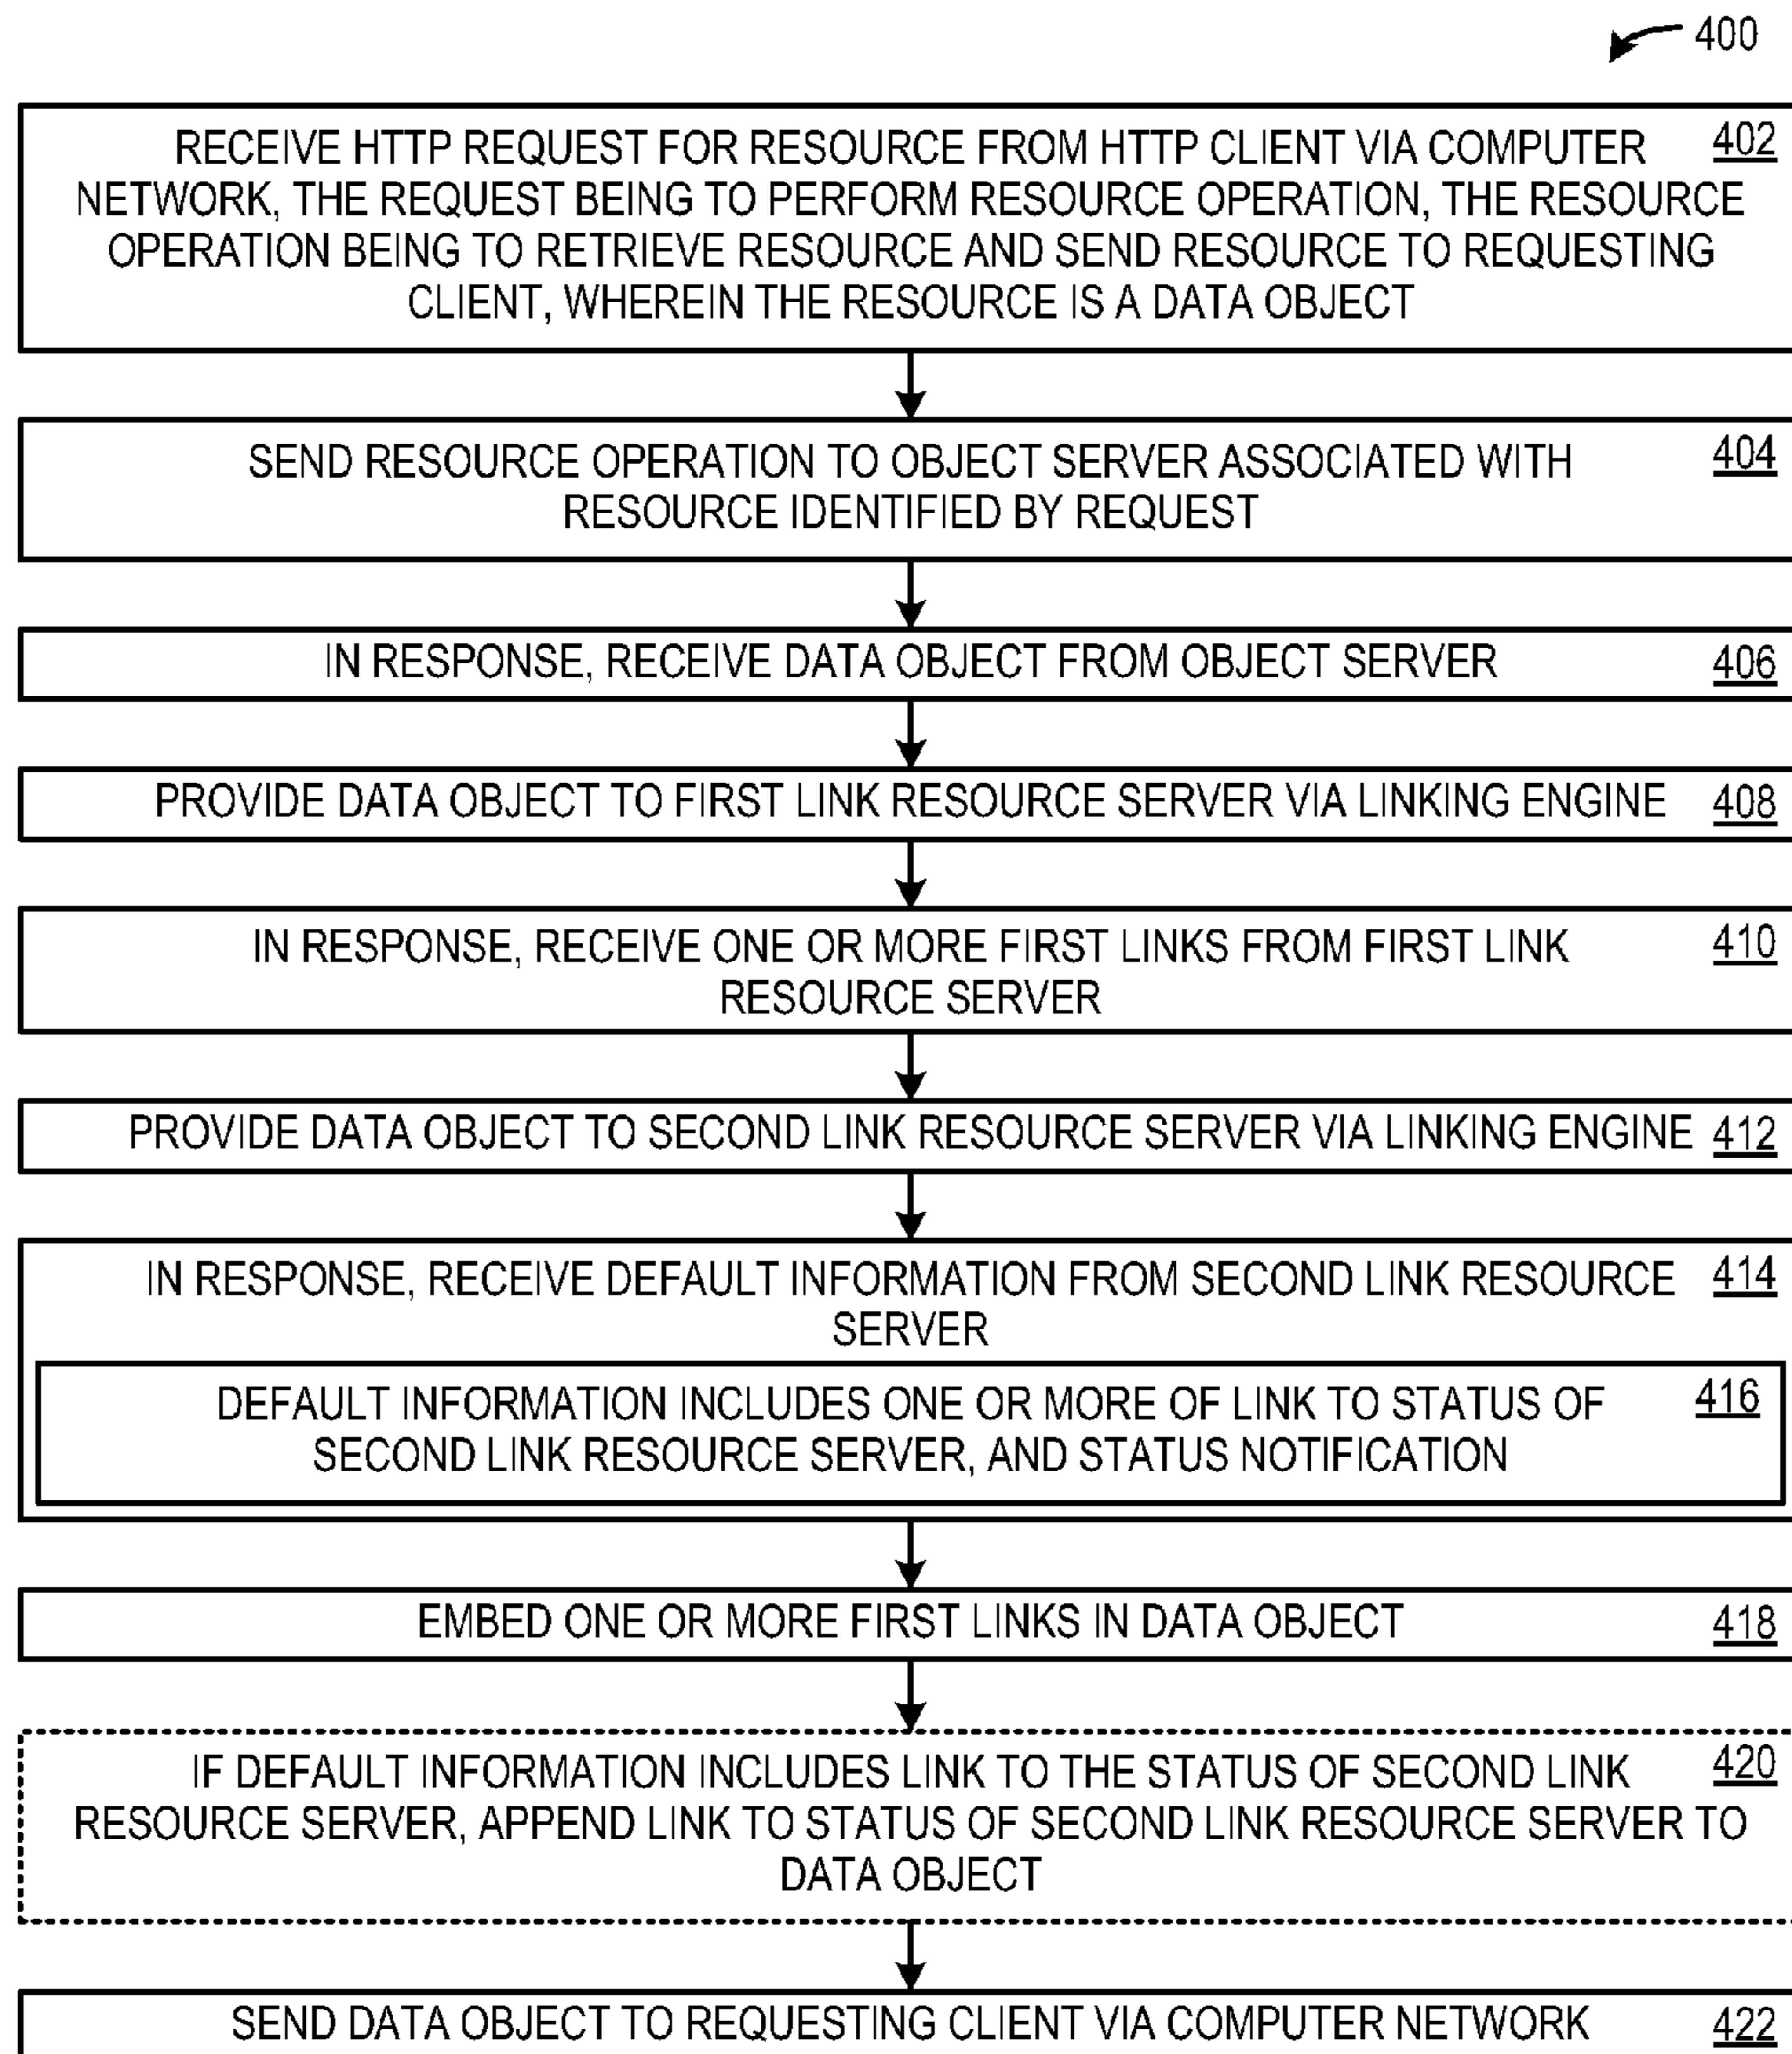 400
RECEIVE HTTP REQUEST FOR RESOURCE FROM HTTP CLIENT VIA COMPUTER 402
NETWORK, THE REQUEST BEING TO PERFORM RESOURCE OPERATION, THE RESOURCE
OPERATION BEING TO RETRIEVE RESOURCE AND SEND RESOURCE TO REQUESTING
CLIENT, WHEREIN THE RESOURCE IS A DATA OBJECT
SEND RESOURCE OPERATION TO OBJECT SERVER ASSOCIATED WITH 404
RESOURCE IDENTIFIED BY REQUEST
IN RESPONSE, RECEIVE DATA OBJECT FROM OBJECT SERVER 406
PROVIDE DATA OBJECT TO FIRST LINK RESOURCE SERVER VIA LINKING ENGINE 408
IN RESPONSE, RECEIVE ONE OR MORE FIRST LINKS FROM FIRST LINK 410
RESOURCE SERVER
PROVIDE DATA OBJECT TO SECOND LINK RESOURCE SERVER VIA LINKING ENGINE 412
IN RESPONSE, RECEIVE DEFAULT INFORMATION FROM SECOND LINK RESOURCE 414
SERVER
DEFAULT INFORMATION INCLUDES ONE OR MORE OF LINK TO STATUS OF 416
SECOND LINK RESOURCE SERVER, AND STATUS NOTIFICATION
EMBED ONE OR MORE FIRST LINKS IN DATA OBJECT 418
IF DEFAULT INFORMATION INCLUDES LINK TO THE STATUS OF SECOND LINK 420
RESOURCE SERVER, APPEND LINK TO STATUS OF SECOND LINK RESOURCE SERVER TO
DATA OBJECT
SEND DATA OBJECT TO REQUESTING CLIENT VIA COMPUTER NETWORK 422